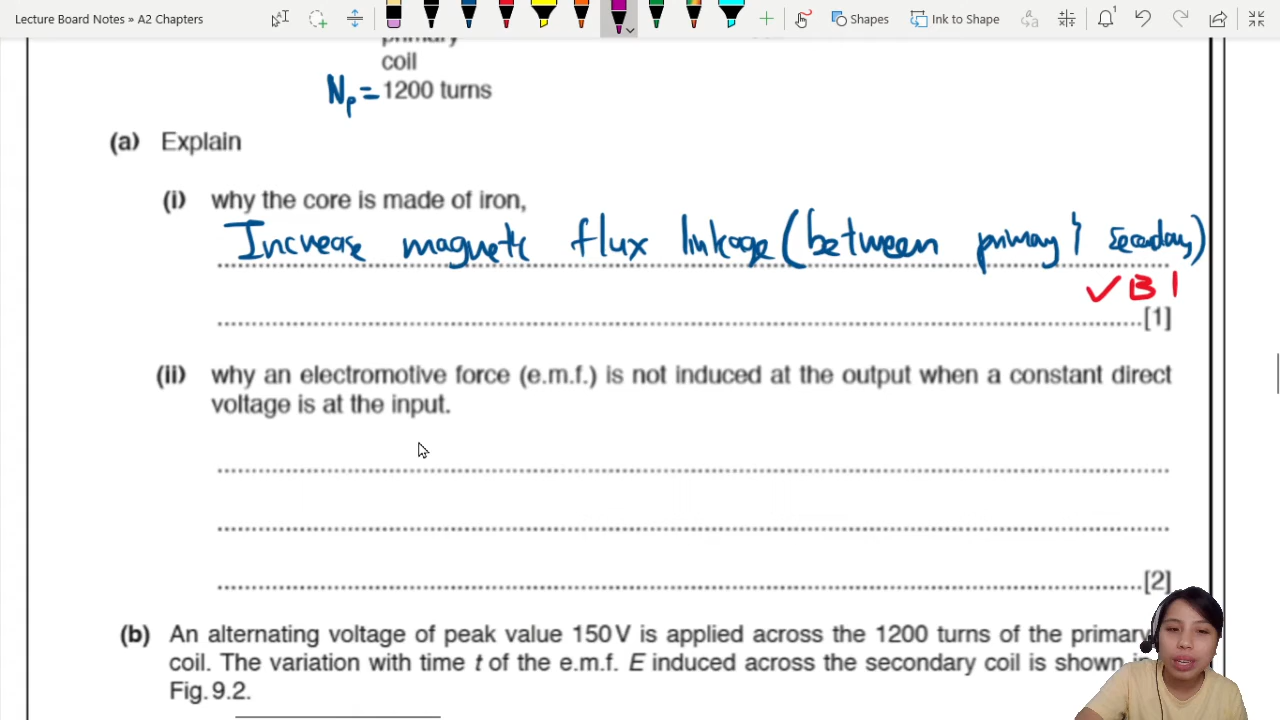 Lecture Board Notes » A2 Chapters
Shapes
Ink to Shape
primary
coil
Np = 1200 turns
(a) Explain
(i) why the core is made of iron,
Increase magnetic flux linkage (between primary & secondary)
✓ B1
[1]
(ii) why an electromotive force (e.m.f.) is not induced at the output when a constant direct
voltage is at the input.
[2]
(b) An alternating voltage of peak value 150 V is applied across the 1200 turns of the primary
coil. The variation with time t of the e.m.f. E induced across the secondary coil is shown in
Fig. 9.2.